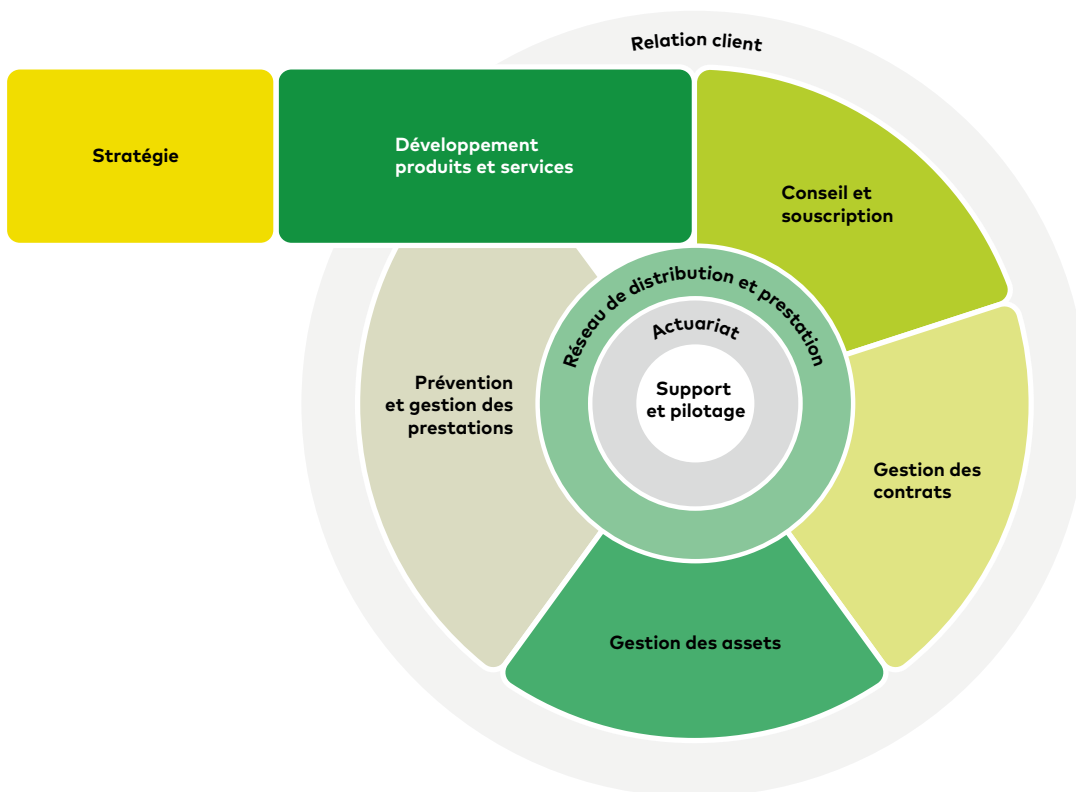 Relation client
Stratégie
Développement
produits et services
Conseil et
souscription
Réseau de distribution et prestation
Actuariat
Support
et pilotage
Prévention
et gestion des
prestations
Gestion des
contrats
Gestion des assets